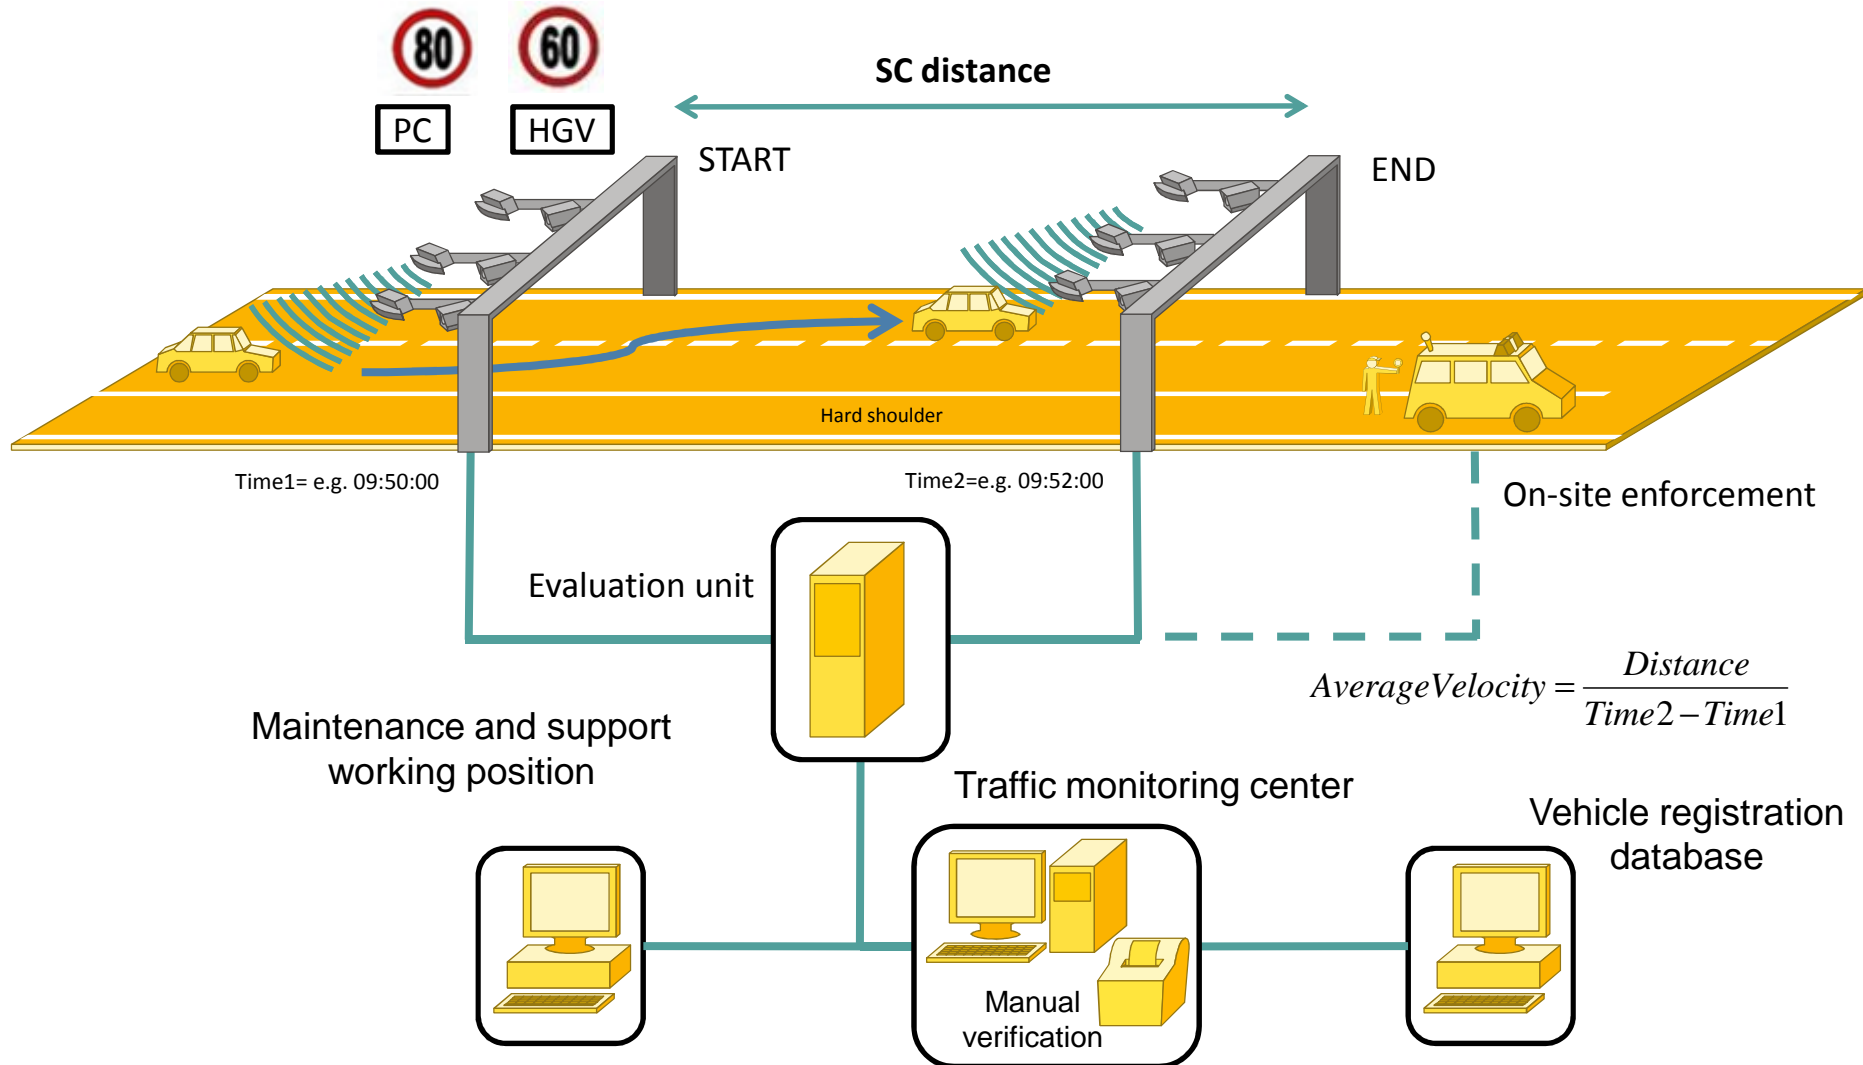 80
60
SC distance
PC
HGV
START
END
Hard shoulder
Time1= e.g. 09:50:00
Time2=e.g. 09:52:00
On-site enforcement
Evaluation unit
AverageVelocity = Distance / Time2 − Time1
Maintenance and support
working position
Traffic monitoring center
Vehicle registration
database
Manual
verification